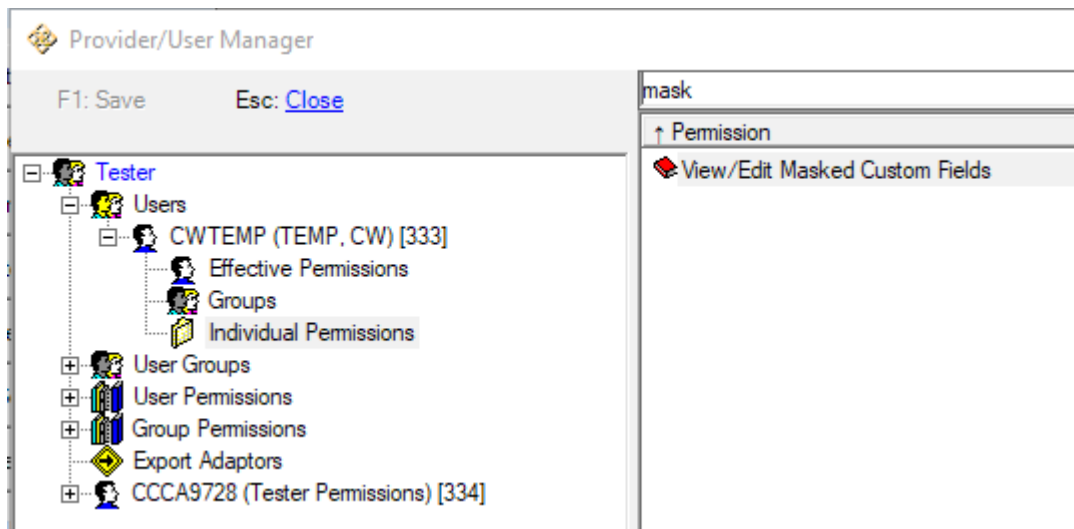 Provider/User Manager
F1: Save Esc: Close
mask
↑ Permission
View/Edit Masked Custom Fields
Tester
Users
CWTEMP (TEMP, CW) [333]
Effective Permissions
Groups
Individual Permissions
User Groups
User Permissions
Group Permissions
Export Adaptors
CCCA9728 (Tester Permissions) [334]